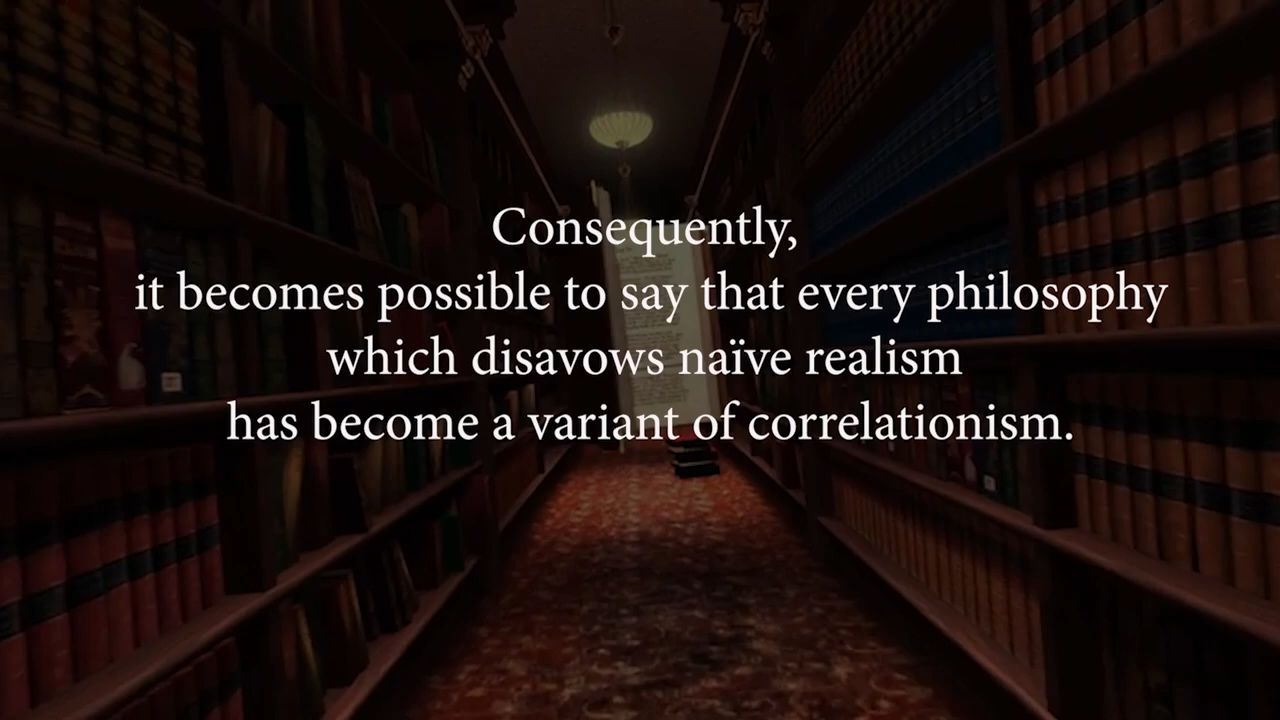 Consequently,
it becomes possible to say that every philosophy
which disavows naïve realism
has become a variant of correlationism.